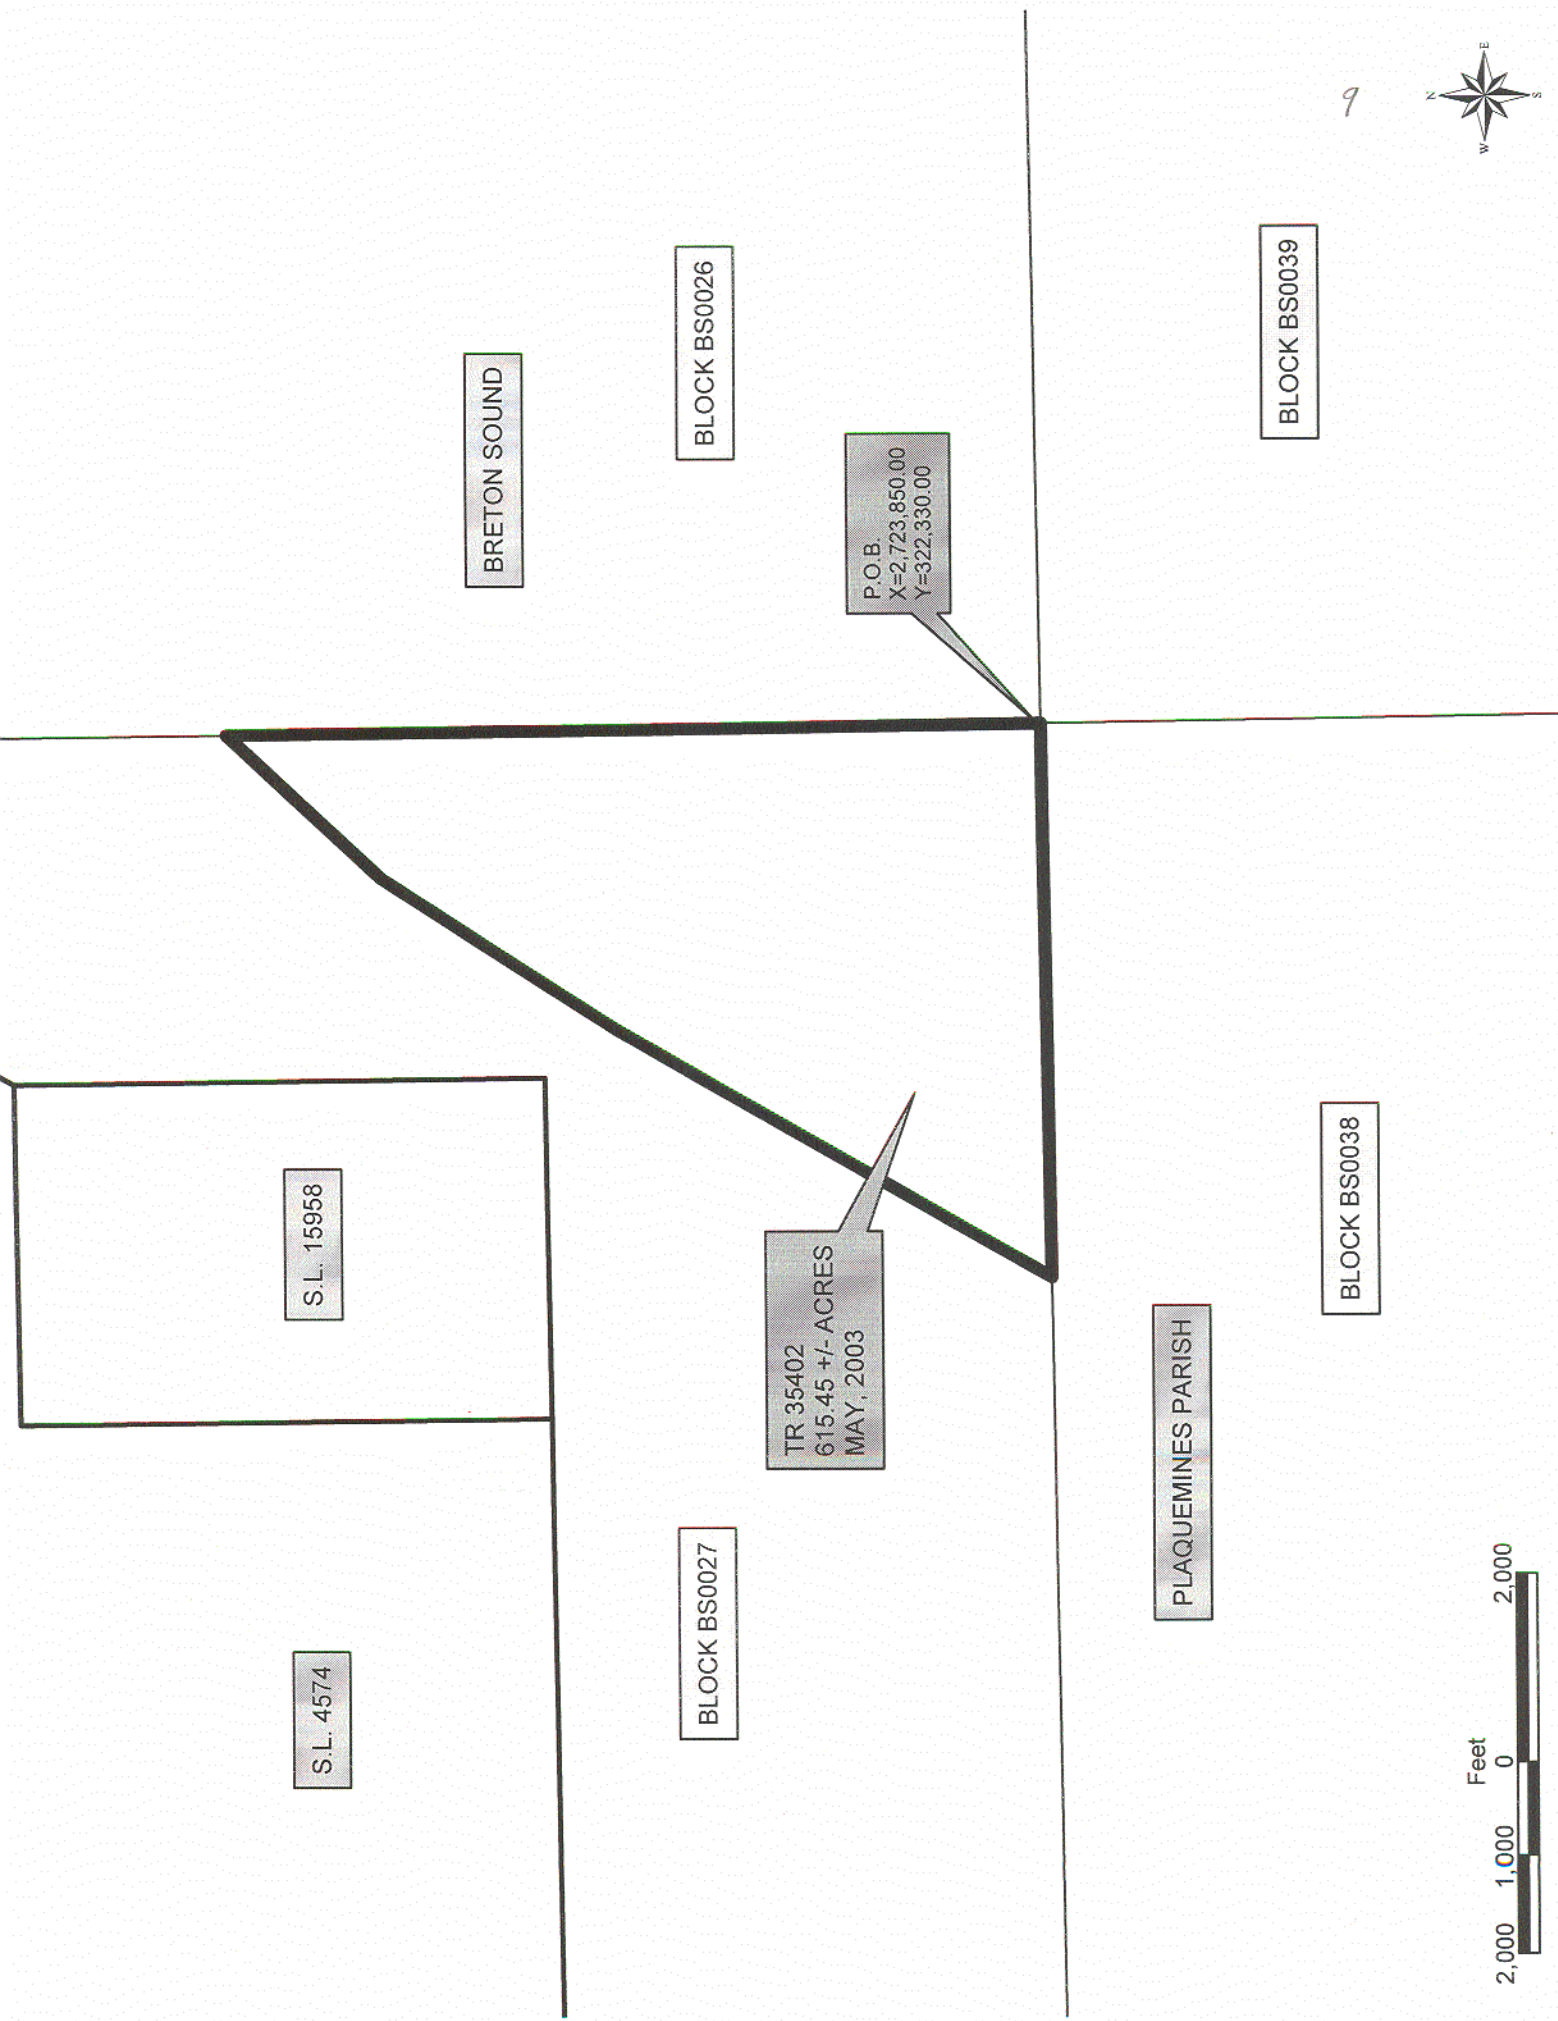 S.L. 4574
S.L. 15958
BRETON SOUND
BLOCK BS0027
BLOCK BS0026
TR 35402
615.45 +/- ACRES
MAY, 2003
P.O.B.
X=2,723,850.00
Y=322,330.00
PLAQUEMINES PARISH
BLOCK BS0038
BLOCK BS0039
9
Feet
2,000 1,000 0 2,000
N
W E
S